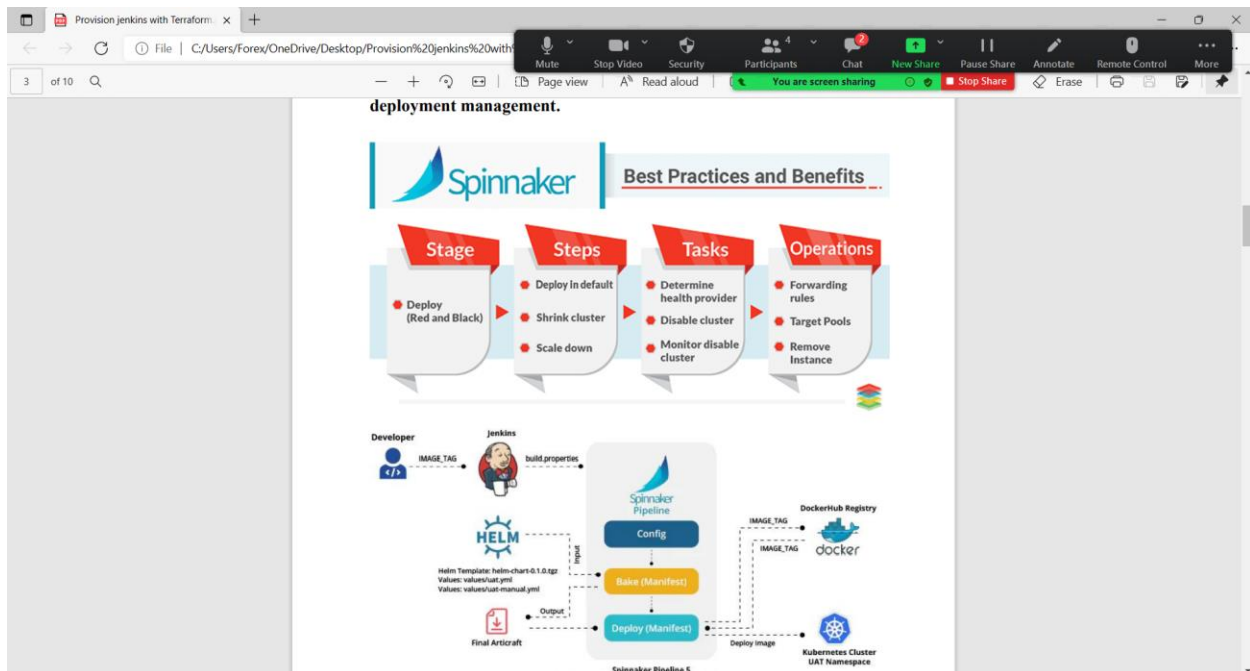 Provision jenkins with Terraform
File
C:/Users/Forex/OneDrive/Desktop/Provision%20jenkins%20with%
Mute
Stop Video
Security
4
Participants
2
Chat
New Share
Pause Share
Annotate
Remote Control
More
3 of 10
Page view
Read aloud
You are screen sharing
Stop Share
Erase
deployment management.
Spinnaker
Best Practices and Benefits
Stage
Deploy
(Red and Black)
Steps
Deploy in default
Shrink cluster
Scale down
Tasks
Determine
health provider
Disable cluster
Monitor disable
cluster
Operations
Forwarding
rules
Target Pools
Remove
Instance
Developer
IMAGE_TAG
Jenkins
build.properties
Spinnaker
Pipeline
Config
Bake (Manifest)
Deploy (Manifest)
HELM
Input
Helm Template: helm-chart-0.1.0.tgz
Values: values/uat.yml
Values: values/uat-manual.yml
Output
Final Articraft
IMAGE_TAG
IMAGE_TAG
DockerHub Registry
docker
Deploy Image
Kubernetes Cluster
UAT Namespace
Spinnaker Pipeline 5